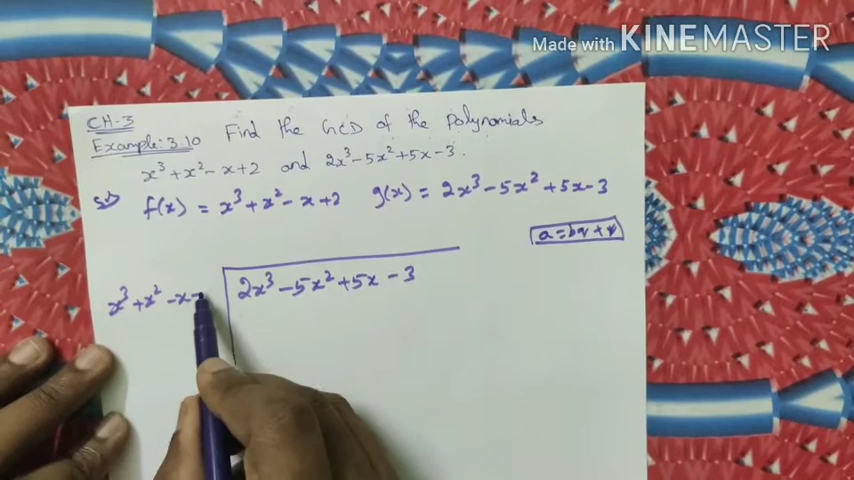 Made with KINEMASTER
CH-3
Example: 3.10 Find the GCD of the Polynomials
x³ + x² - x + 2 and 2x³ - 5x² + 5x - 3.
f(x) = x³ + x² - x + 2 g(x) = 2x³ - 5x² + 5x - 3
a = bq + r
x³ + x² - x 2x³ - 5x² + 5x - 3